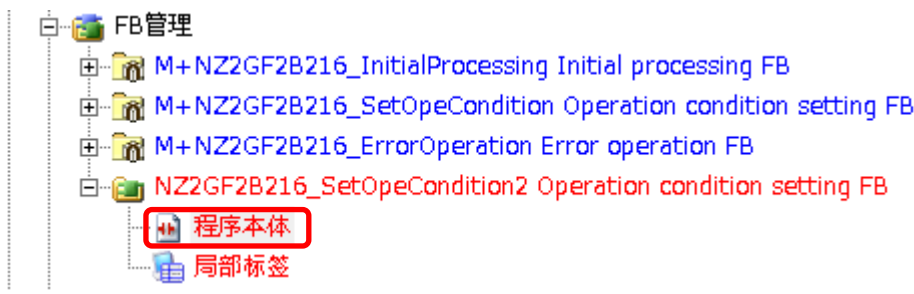 FB管理
M+NZ2GF2B216_InitialProcessing Initial processing FB
M+NZ2GF2B216_SetOpeCondition Operation condition setting FB
M+NZ2GF2B216_ErrorOperation Error operation FB
NZ2GF2B216_SetOpeCondition2 Operation condition setting FB
程序本体
局部标签